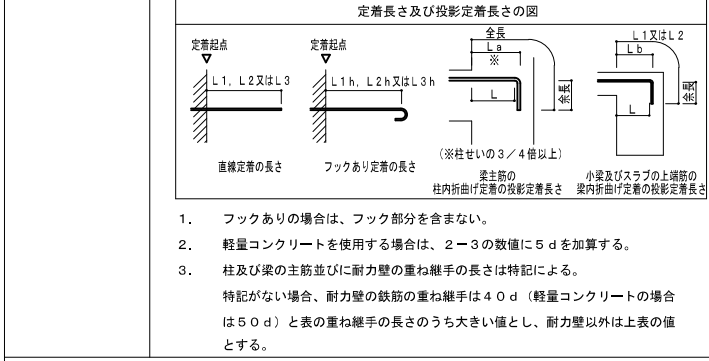 定着長さ及び投影定着長さの図
定着起点
定着起点
全長
La
※
L1又はL2
Lb
L1,L2又はL3
L1h,L2h又はL3h
L
余長
L
余長
(※柱せいの3/4倍以上)
直線定着の長さ
フックあり定着の長さ
梁主筋の
柱内折曲げ定着の投影定着長さ
小梁及びスラブの上端筋の
梁内折曲げ定着の投影定着長さ
1. フックありの場合は、フック部分を含まない。
2. 軽量コンクリートを使用する場合は、2-3の数値に5dを加算する。
3. 柱及び梁の主筋並びに耐力壁の重ね継手の長さは特記による。
特記がない場合、耐力壁の鉄筋の重ね継手は40d(軽量コンクリートの場合
は50d)と表の重ね継手の長さのうち大きい値とし、耐力壁以外は上表の値
とする。